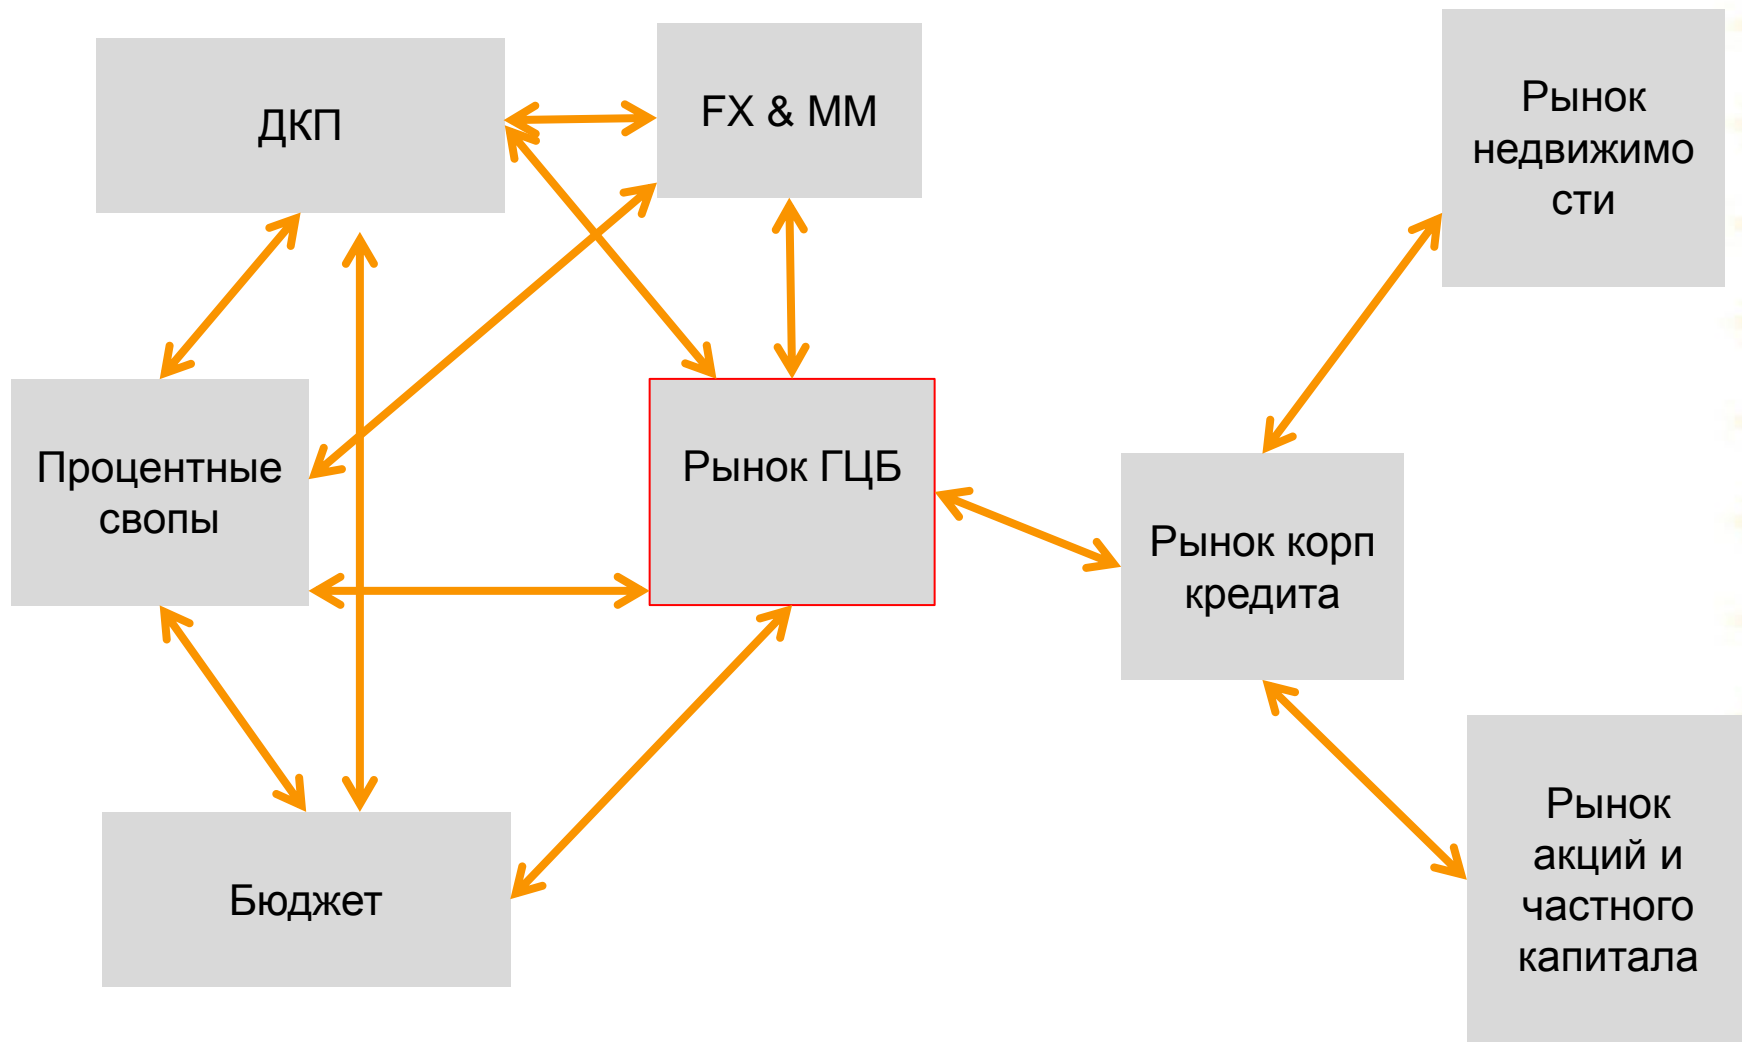 ДКП
FX & MM
Рынок
недвижимо
сти
Процентные
свопы
Рынок ГЦБ
Рынок корп
кредита
Бюджет
Рынок
акций и
частного
капитала